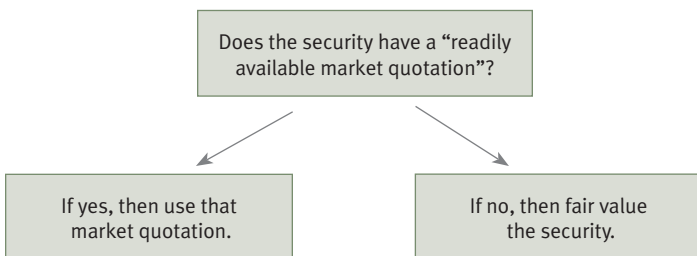 Does the security have a “readily
available market quotation”?
If yes, then use that
market quotation.
If no, then fair value
the security.